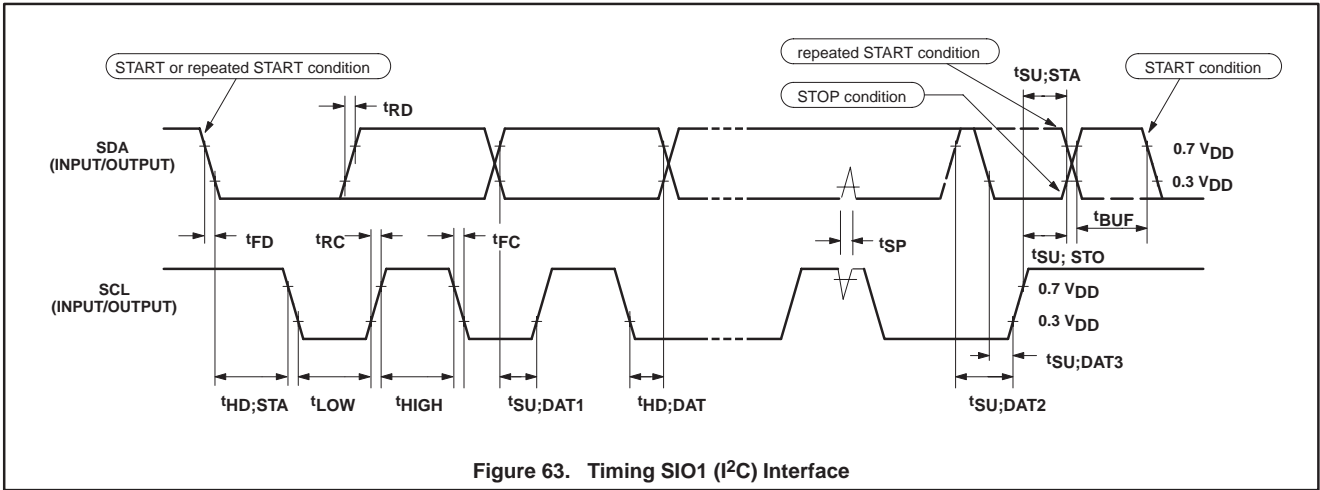 START or repeated START condition
repeated START condition
tSU;STA
START condition
STOP condition
tRD
SDA
(INPUT/OUTPUT)
0.7 VDD
0.3 VDD
tBUF
tFD
tRC
tFC
tSP
tSU; STO
SCL
(INPUT/OUTPUT)
0.7 VDD
0.3 VDD
tSU;DAT3
tHD;STA
tLOW
tHIGH
tSU;DAT1
tHD;DAT
tSU;DAT2
Figure 63. Timing SIO1 (I2C) Interface